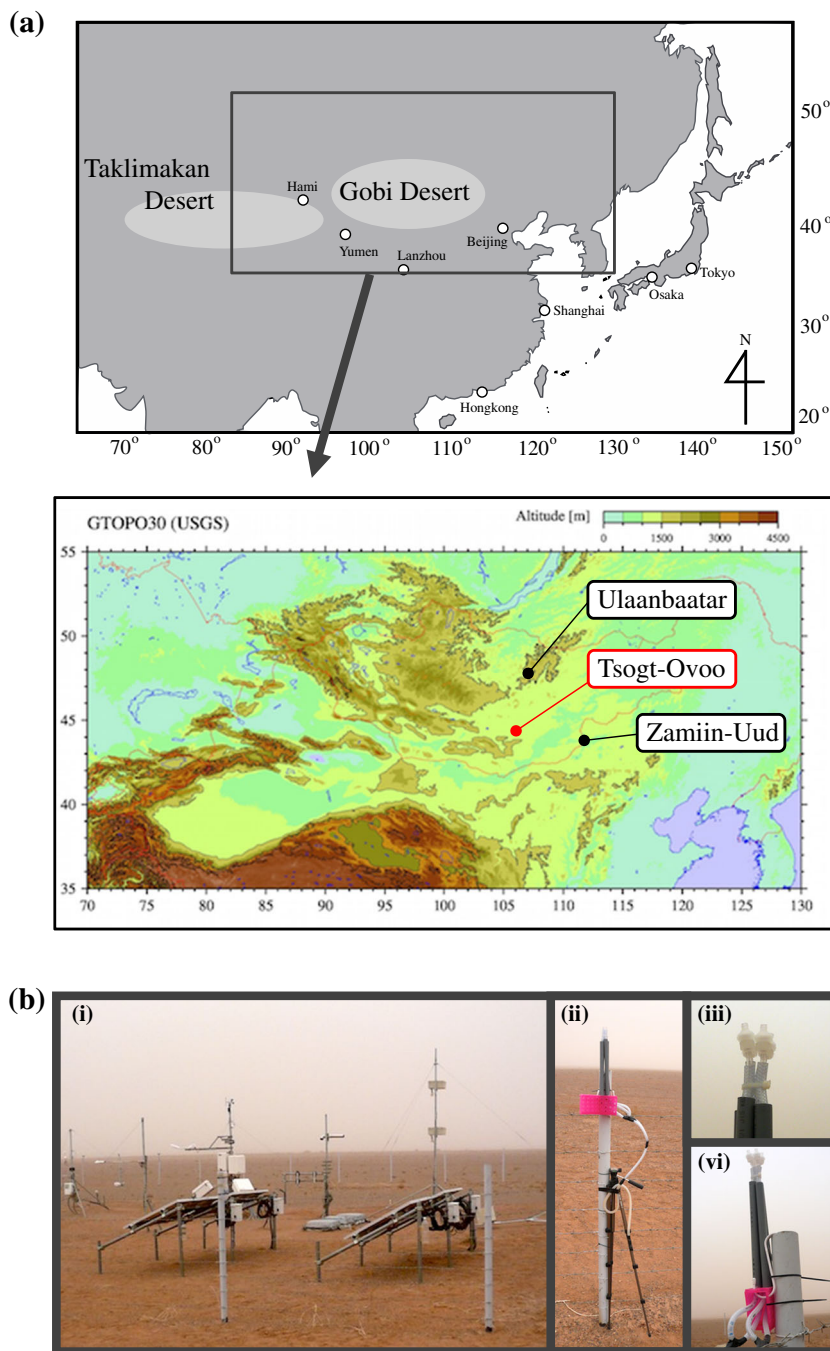 (a)
Taklimakan
Desert
Hami
Gobi Desert
Yumen
Lanzhou
Beijing
Shanghai
Hongkong
Osaka
Tokyo
N
50°
40°
30°
20°
70° 80° 90° 100° 110° 120° 130° 140° 150°
GTOPO30 (USGS)
Altitude [m]
0 1500 3000 4500
55
50
45
40
35
70 75 80 85 90 95 100 105 110 115 120 125 130
Ulaanbaatar
Tsogt-Ovoo
Zamiin-Uud
(b)
(i)
(ii)
(iii)
(vi)